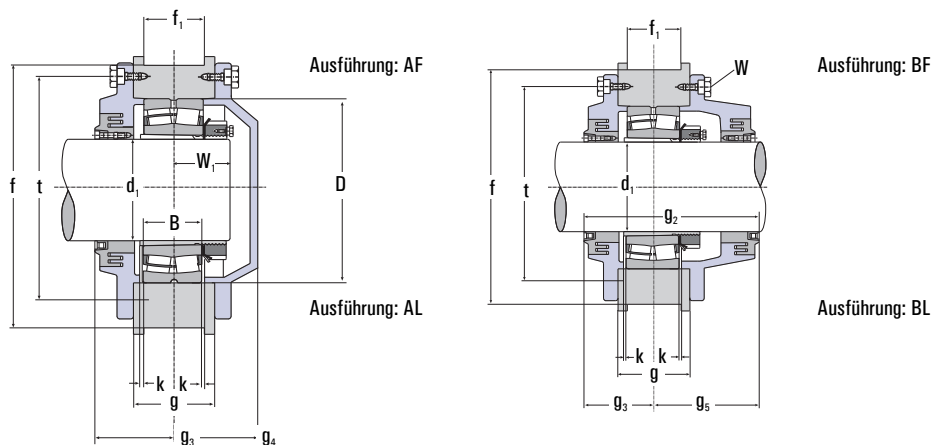 f₁
Ausführung: AF
W₁
f
t
d₁
D
B
Ausführung: AL
k
k
g
g₃
g₄
f₁
W
Ausführung: BF
f
t
d₁
g₂
Ausführung: BL
k
k
g
g₃
g₅